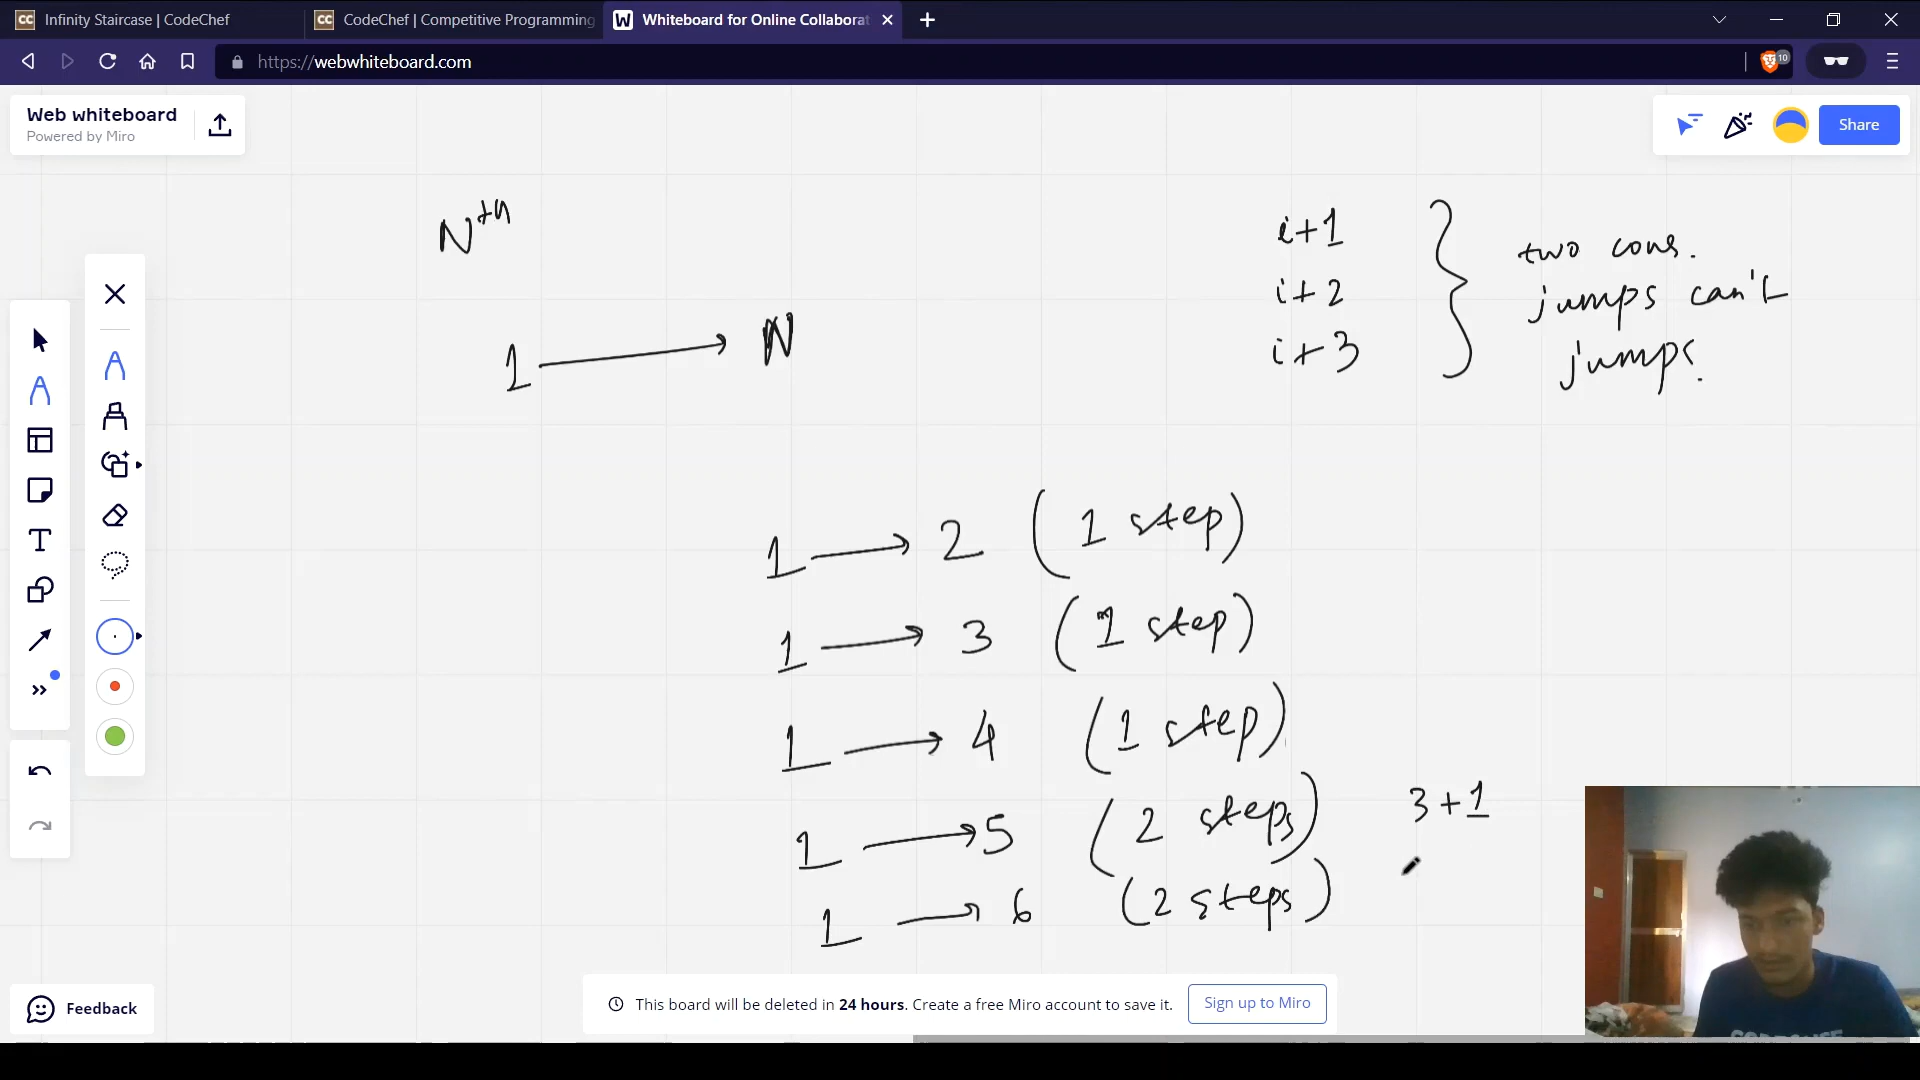 Infinity Staircase | CodeChef
CodeChef | Competitive Programming
Whiteboard for Online Collaborat
https://webwhiteboard.com
10
Web whiteboard
Powered by Miro
Share
Nth
1 → N
i+1
i+2
i+3
two cons.
jumps can't
jumps.
1 → 2 (1 step)
1 → 3 (1 step)
1 → 4 (1 step)
1 → 5 (2 steps) 3+1
1 → 6 (2 steps)
T
Feedback
This board will be deleted in 24 hours. Create a free Miro account to save it.
Sign up to Miro